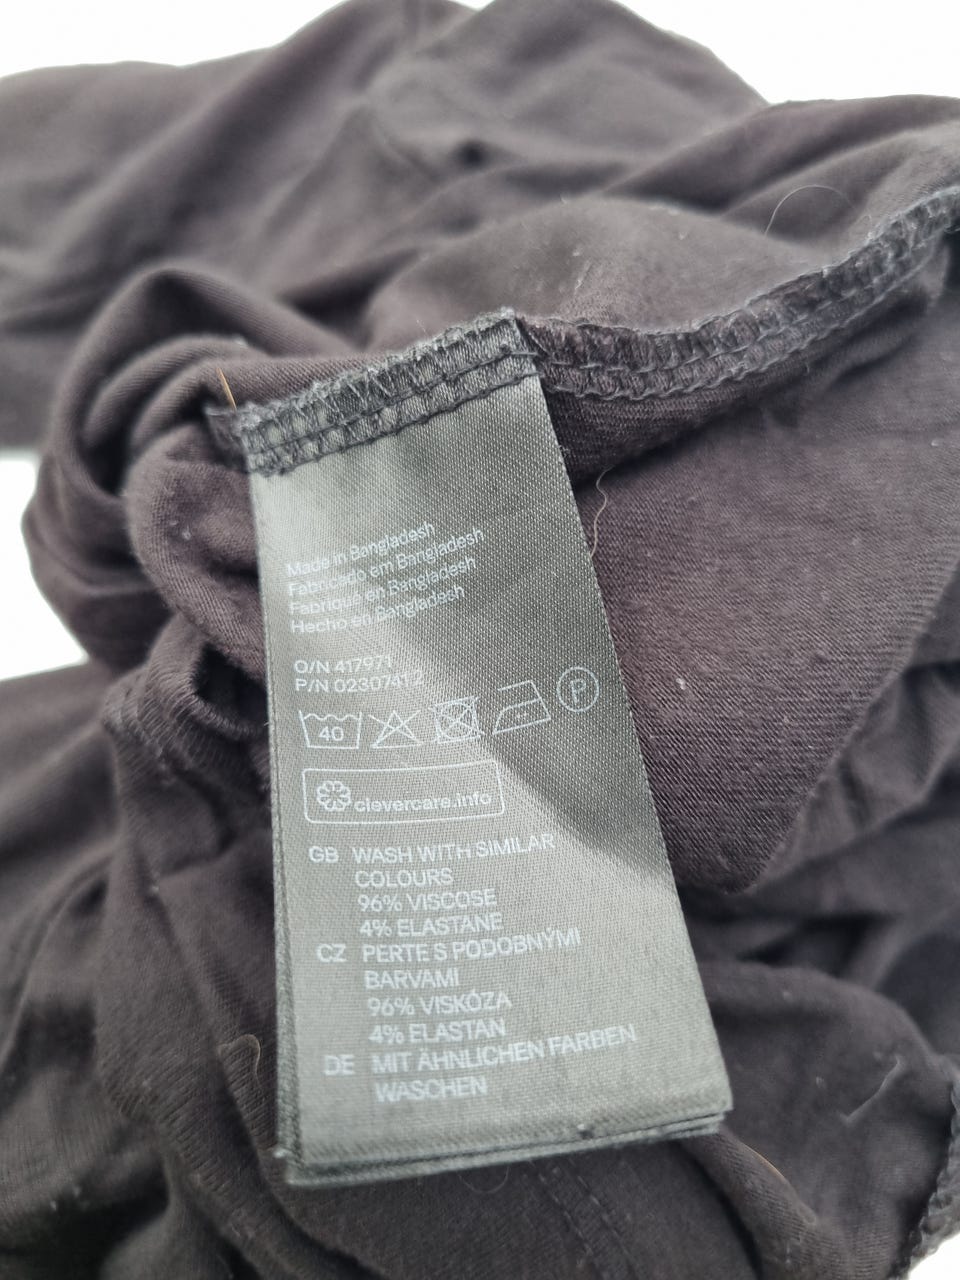 Made in Bangladesh
Fabricado em Bangladesh
Fabriqué en Bangladesh
Hecho en Bangladesh
O/N 417971
P/N 0230741 2
40 P
clevercare.info
GB WASH WITH SIMILAR
COLOURS
96% VISCOSE
4% ELASTANE
CZ PERTE S PODOBNÝMI
BARVAMI
96% VISKÓZA
4% ELASTAN
DE MIT ÄHNLICHEN FARBEN
WASCHEN